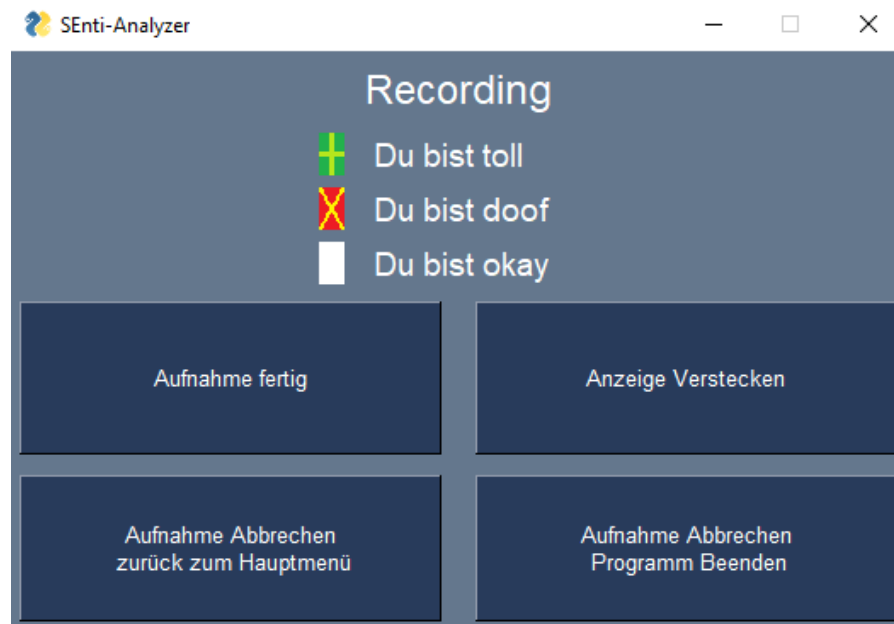 SEnti-Analyzer
Recording
Du bist toll
Du bist doof
Du bist okay
Aufnahme fertig
Anzeige Verstecken
Aufnahme Abbrechen
zurück zum Hauptmenü
Aufnahme Abbrechen
Programm Beenden